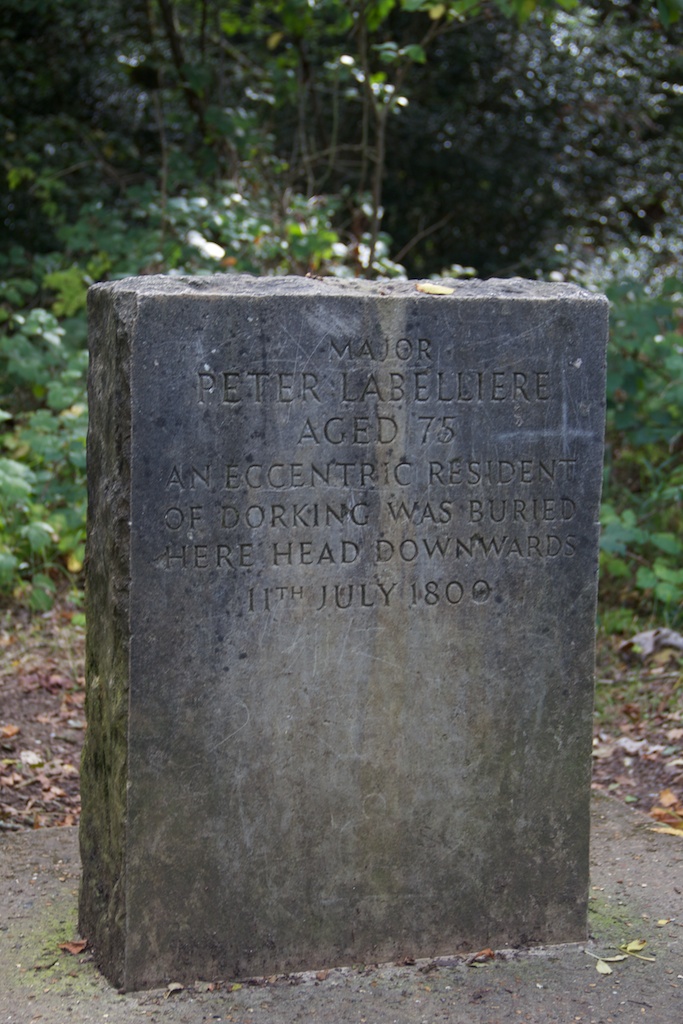 MAJOR
PETER LABELLIERE
AGED 75
AN ECCENTRIC RESIDENT
OF DORKING WAS BURIED
HERE HEAD DOWNWARDS
11TH JULY 1800